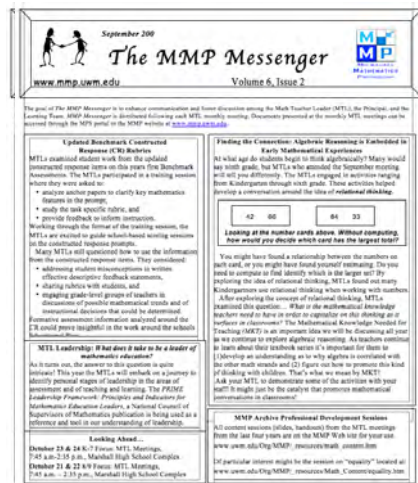 September 200
The MMP Messenger
MMP
MILWAUKEE
MATHEMATICS
PARTNERSHIP
www.mmp.uwm.edu
Volume 6, Issue 2
The goal of The MMP Messenger is to enhance communication and foster discussion among the Math Teacher Leader (MTL), the Principal, and the
Learning Team. MMP Messenger is distributed following each MTL monthly meeting. Documents presented at the monthly MTL meetings can be
accessed through the MPS portal to the MMP website at www.mmp.uwm.edu.
Updated Benchmark Constructed
Response (CR) Rubrics
MTLs examined student work from the updated
constructed response items on this years first Benchmark
Assessments. The MTLs participated in a training session
where they were asked to:
• analyze anchor papers to clarify key mathematics
features in the prompt,
• study the task specific rubric, and
• provide feedback to inform instruction.
Working through the format of the training session, the
MTLs are excited to guide school-based scoring sessions
on the constructed response prompts.
Many MTLs still questioned how to use the information
from the constructed response items. They considered:
• addressing student misconceptions in written
effective descriptive feedback statements,
• sharing rubrics with students, and
• engaging grade-level groups of teachers in
discussions of possible mathematical trends and of
instructional decisions that could be determined.
Formative assessment information analyzed around the
CR could prove insightful in the work around the schools
MTL Leadership: What does it take to be a leader of
mathematics education?
As it turns out, the answer to this question is quite
intricate! This year the MTLs will embark on a journey to
identify personal stages of leadership in the areas of
assessment and of teaching and learning. The PRIME
Leadership Framework: Principles and Indicators for
Mathematics Education Leaders, a National Council of
Supervisors of Mathematics publication is being used as a
reference and tool in our understanding of leadership.
Looking Ahead…
October 23 & 24 K-7 Focus: MTL Meetings,
7:45 a.m-2:35 p.m., Marshall High School Complex
October 21 & 22 6/9 Focus: MTL Meetings,
7:45 a.m. – 2:35 p.m., Marshall High School Complex
Finding the Connection: Algebraic Reasoning is Embedded in
Early Mathematical Experiences
At what age do students begin to think algebraically? Many would
say ninth grade, but MTLs who attended the September meeting
will tell you differently. The MTLs engaged in activities ranging
from Kindergarten through sixth grade. These activities helped
develop a conversation around the idea of relational thinking.
42 60
84 33
Looking at the number cards above. Without computing,
how would you decide which card has the largest total?
You might have found a relationship between the numbers on
each card, or you might have found yourself estimating. Do you
need to compute to find identify which is the larger set? By
exploring the idea of relational thinking, MTLs found out many
Kindergartners use relational thinking when working with numbers.
After exploring the concept of relational thinking, MTLs
examined this question… What is the mathematical knowledge
teachers need to have in order to capitalize on this thinking as it
surfaces in classrooms? The Mathematical Knowledge Needed for
Teaching (MKT) is an important idea we will be discussing all year
as we continue to explore algebraic reasoning. As teachers continue
to learn about their textbook series it's important for them to
(1)develop an understanding as to why algebra is correlated with
the other math strands and (2) figure out how to promote this kind
of thinking with children. That's what we mean by MKT!
Ask your MTL to demonstrate some of the activities with your
staff! It might just be the catalyst that promotes mathematical
conversations in classrooms!
MMP Archive Professional Development Sessions
All content sessions (slides, handouts) from the MTL meetings
from the last four years are on the MMP Web site for your use.
www.uwm.edu/Org/MMP/_resources/math_content.htm
Of particular interest might be the session on "equality" located at:
www.uwm.edu/Org/MMP/_resources/Math_Content/equality.htm